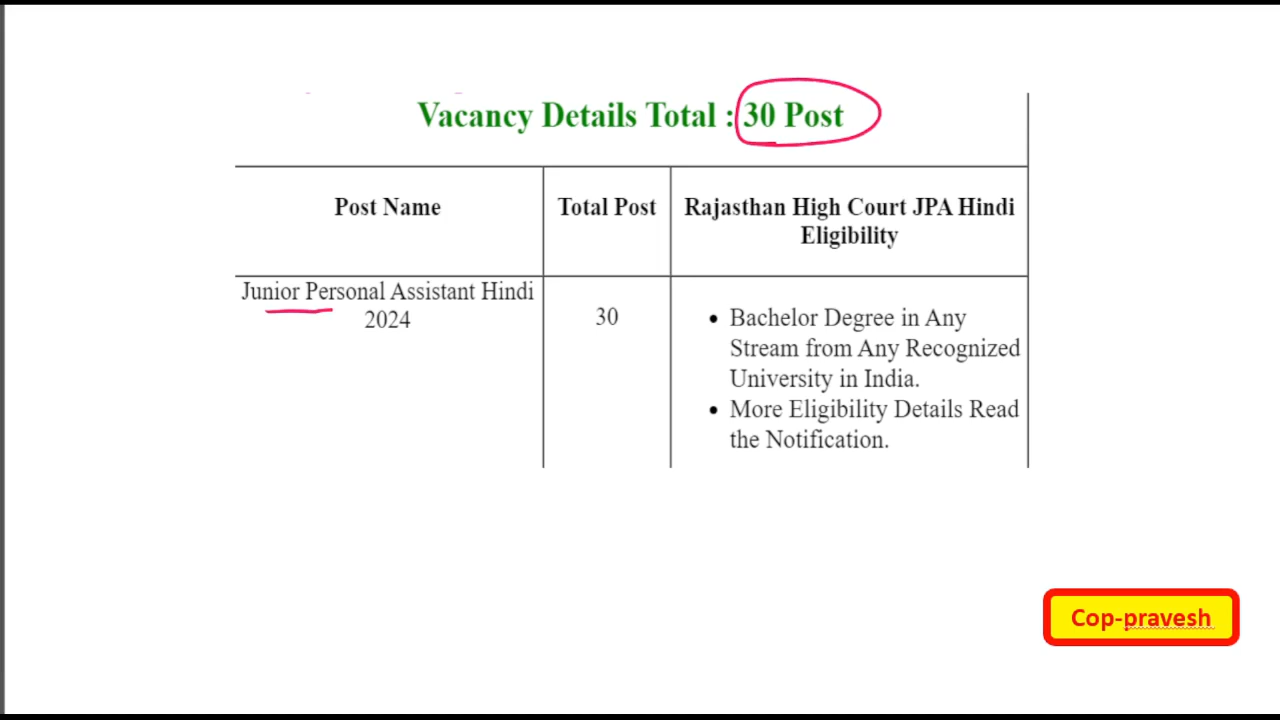 Vacancy Details Total : 30 Post
Post Name
Total Post
Rajasthan High Court JPA Hindi
Eligibility
Junior Personal Assistant Hindi
2024
30
• Bachelor Degree in Any
Stream from Any Recognized
University in India.
• More Eligibility Details Read
the Notification.
Cop-pravesh